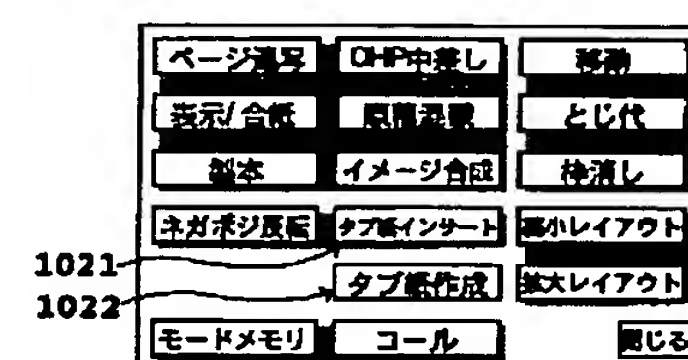 ページ連写 OHP中差し 移動
表示/合紙 原稿混載 とじ代
製本 イメージ合成 枠消し
ネガポジ反転 タブ紙インサート 縮小レイアウト
1021
タブ紙作成 拡大レイアウト
1022
モードメモリ コール 閉じる